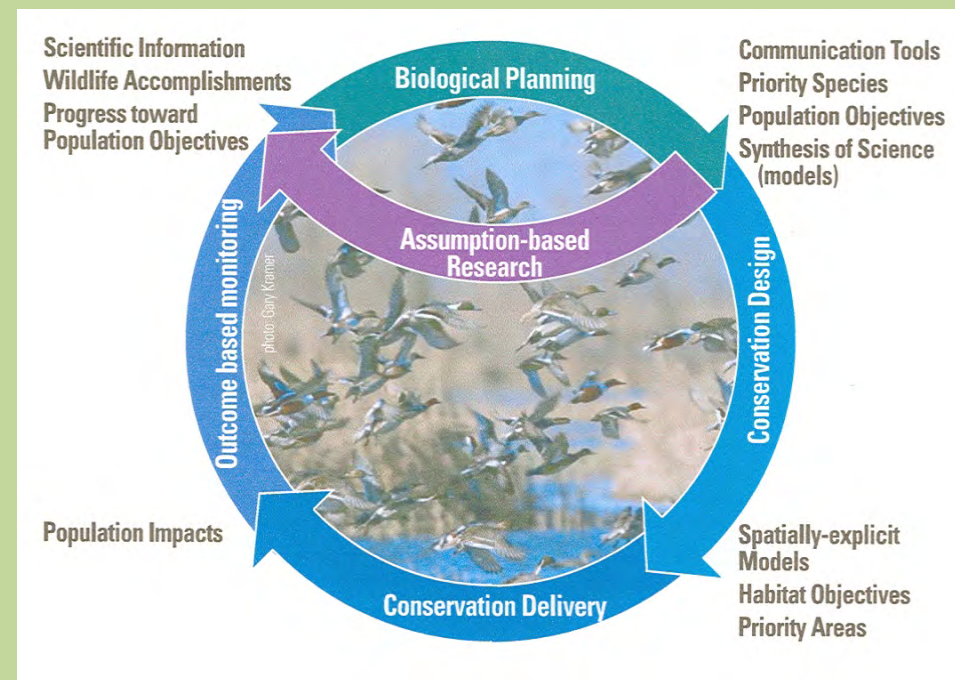 Scientific Information
Wildlife Accomplishments
Progress toward
Population Objectives
Biological Planning
Communication Tools
Priority Species
Population Objectives
Synthesis of Science
(models)
Assumption-based
Research
Outcome based monitoring
photo: Gary Kramer
Conservation Design
Population Impacts
Conservation Delivery
Spatially-explicit
Models
Habitat Objectives
Priority Areas